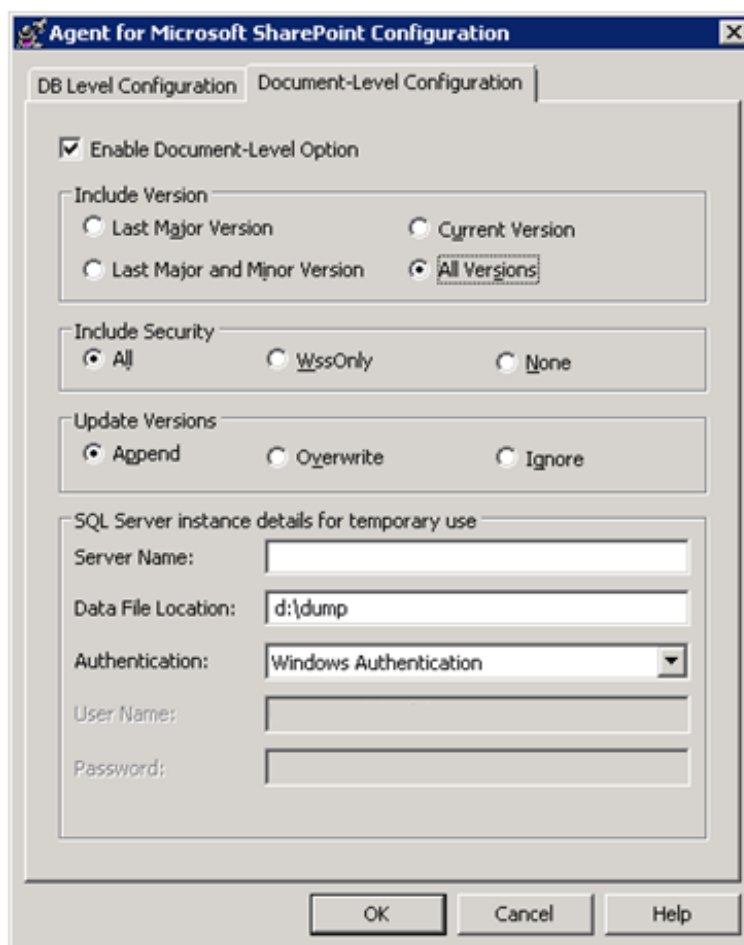 Agent for Microsoft SharePoint Configuration
DB Level Configuration Document-Level Configuration
Enable Document-Level Option
Include Version
Last Major Version Current Version
Last Major and Minor Version All Versions
Include Security
All WssOnly None
Update Versions
Append Overwrite Ignore
SQL Server instance details for temporary use
Server Name:
Data File Location: d:\dump
Authentication: Windows Authentication
User Name:
Password:
OK Cancel Help